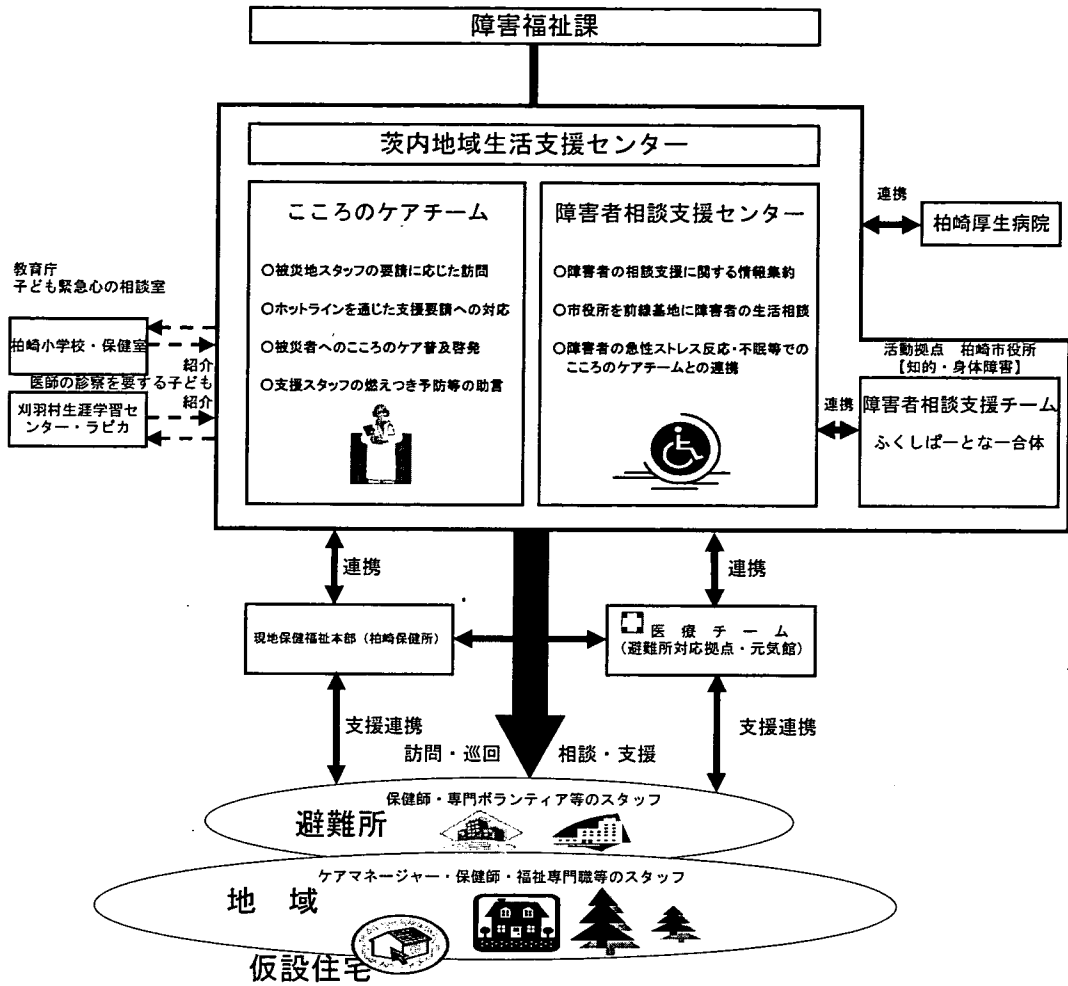 障害福祉課
茨内地域生活支援センター
こころのケアチーム
○被災地スタッフの要請に応じた訪問
○ホットラインを通じた支援要請への対応
○被災者へのこころのケア普及啓発
○支援スタッフの燃えつき予防等の助言
障害者相談支援センター
○障害者の相談支援に関する情報集約
○市役所を前線基地に障害者の生活相談
○障害者の急性ストレス反応・不眠等での
こころのケアチームとの連携
連携
柏崎厚生病院
教育庁
子ども緊急心の相談室
柏崎小学校・保健室
紹介
医師の診察を要する子ども
紹介
刈羽村生涯学習セ
ンター・ラピカ
活動拠点 柏崎市役所
【知的・身体障害】
連携
障害者相談支援チーム
ふくしぱーとなー合体
連携
連携
現地保健福祉本部(柏崎保健所)
医療チーム
(避難所対応拠点・元気館)
支援連携
支援連携
訪問・巡回
相談・支援
保健師・専門ボランティア等のスタッフ
避難所
ケアマネージャー・保健師・福祉専門職等のスタッフ
地域
仮設住宅